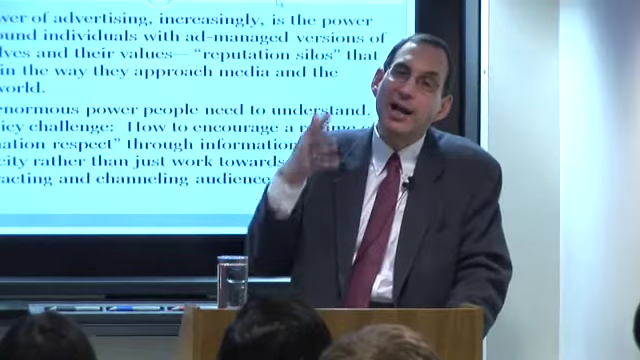 wer of advertising, increasingly, is the power
ound individuals with ad-managed versions of
lves and their values— “reputation silos” that
in the way they approach media and the
world.
enormous power people need to understand.
icy challenge: How to encourage a
nation respect” through information
city rather than just work towards
racting and channeling audience